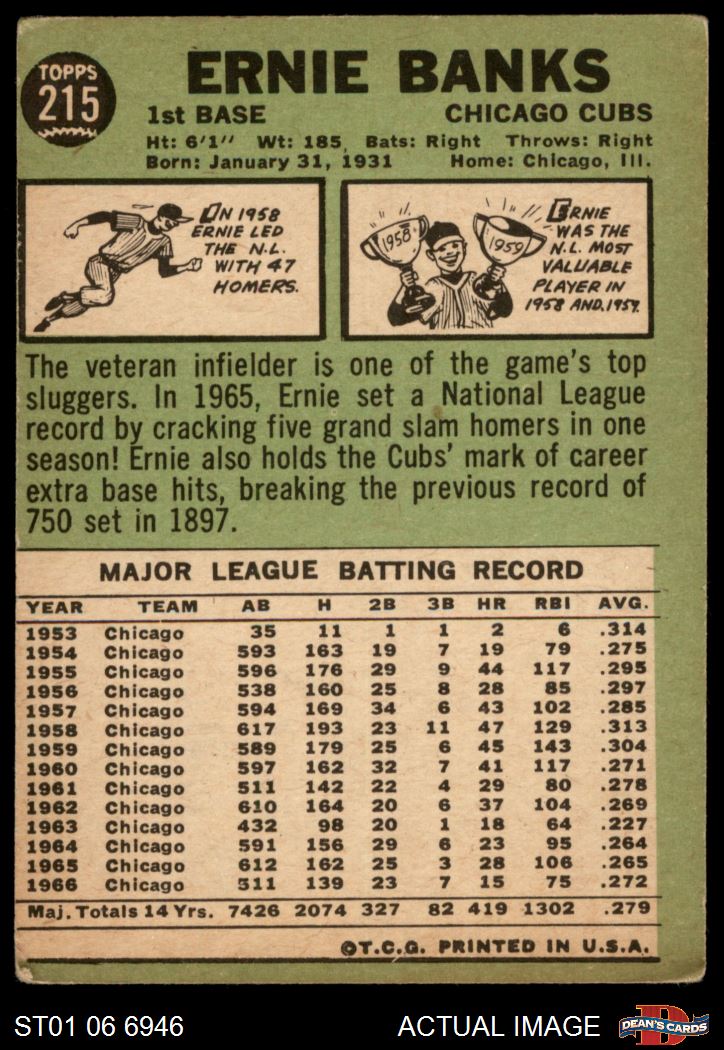 TOPPS
215
ERNIE BANKS
1st BASE CHICAGO CUBS
Ht: 6'1" Wt: 185 Bats: Right Throws: Right
Born: January 31, 1931 Home: Chicago, Ill.
IN 1958
ERNIE LED
THE N.L.
WITH 47
HOMERS.
1958
1959
ERNIE
WAS THE
N.L. MOST
VALUABLE
PLAYER IN
1958 AND 1959.
The veteran infielder is one of the game's top
sluggers. In 1965, Ernie set a National League
record by cracking five grand slam homers in one
season! Ernie also holds the Cubs' mark of career
extra base hits, breaking the previous record of
750 set in 1897.
MAJOR LEAGUE BATTING RECORD
YEAR TEAM AB H 2B 3B HR RBI AVG.
1953 Chicago 35 11 1 1 2 6 .314
1954 Chicago 593 163 19 7 19 79 .275
1955 Chicago 596 176 29 9 44 117 .295
1956 Chicago 538 160 25 8 28 85 .297
1957 Chicago 594 169 34 6 43 102 .285
1958 Chicago 617 193 23 11 47 129 .313
1959 Chicago 589 179 25 6 45 143 .304
1960 Chicago 597 162 32 7 41 117 .271
1961 Chicago 511 142 22 4 29 80 .278
1962 Chicago 610 164 20 6 37 104 .269
1963 Chicago 432 98 20 1 18 64 .227
1964 Chicago 591 156 29 6 23 95 .264
1965 Chicago 612 162 25 3 28 106 .265
1966 Chicago 511 139 23 7 15 75 .272
Maj. Totals 14 Yrs. 7426 2074 327 82 419 1302 .279
©T.C.G. PRINTED IN U.S.A.
ST01 06 6946 ACTUAL IMAGE
D
DEAN'S CARDS